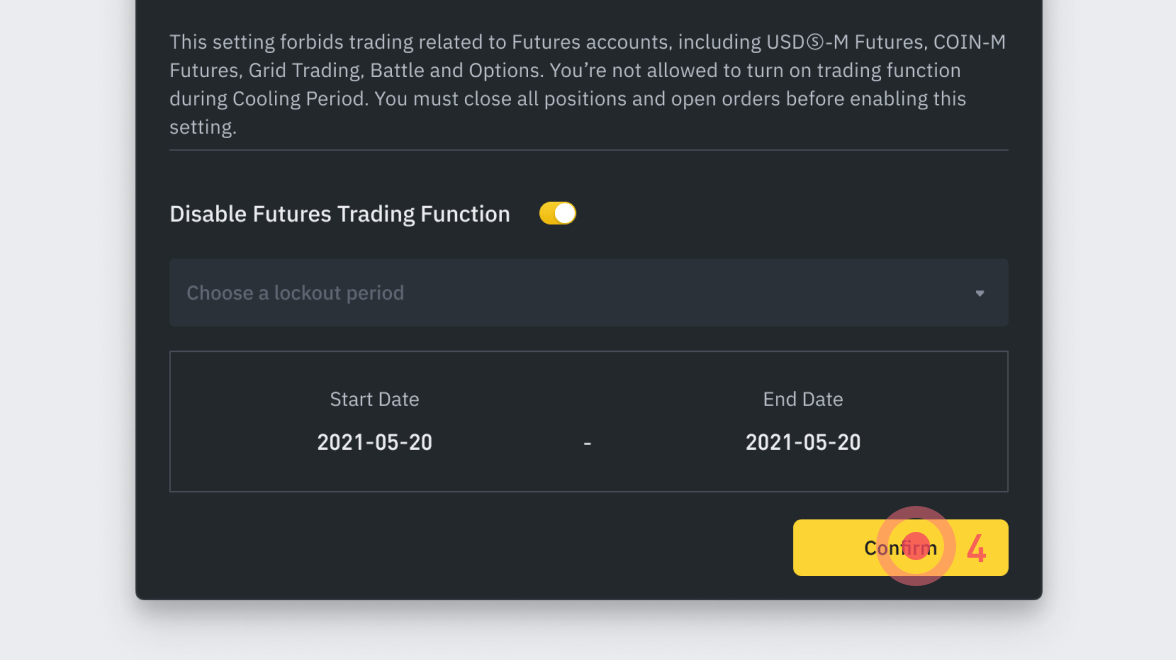 This setting forbids trading related to Futures accounts, including USDⓈ-M Futures, COIN-M
Futures, Grid Trading, Battle and Options. You’re not allowed to turn on trading function
during Cooling Period. You must close all positions and open orders before enabling this
setting.
Disable Futures Trading Function
Choose a lockout period
Start Date
End Date
2021-05-20 - 2021-05-20
Confirm 4